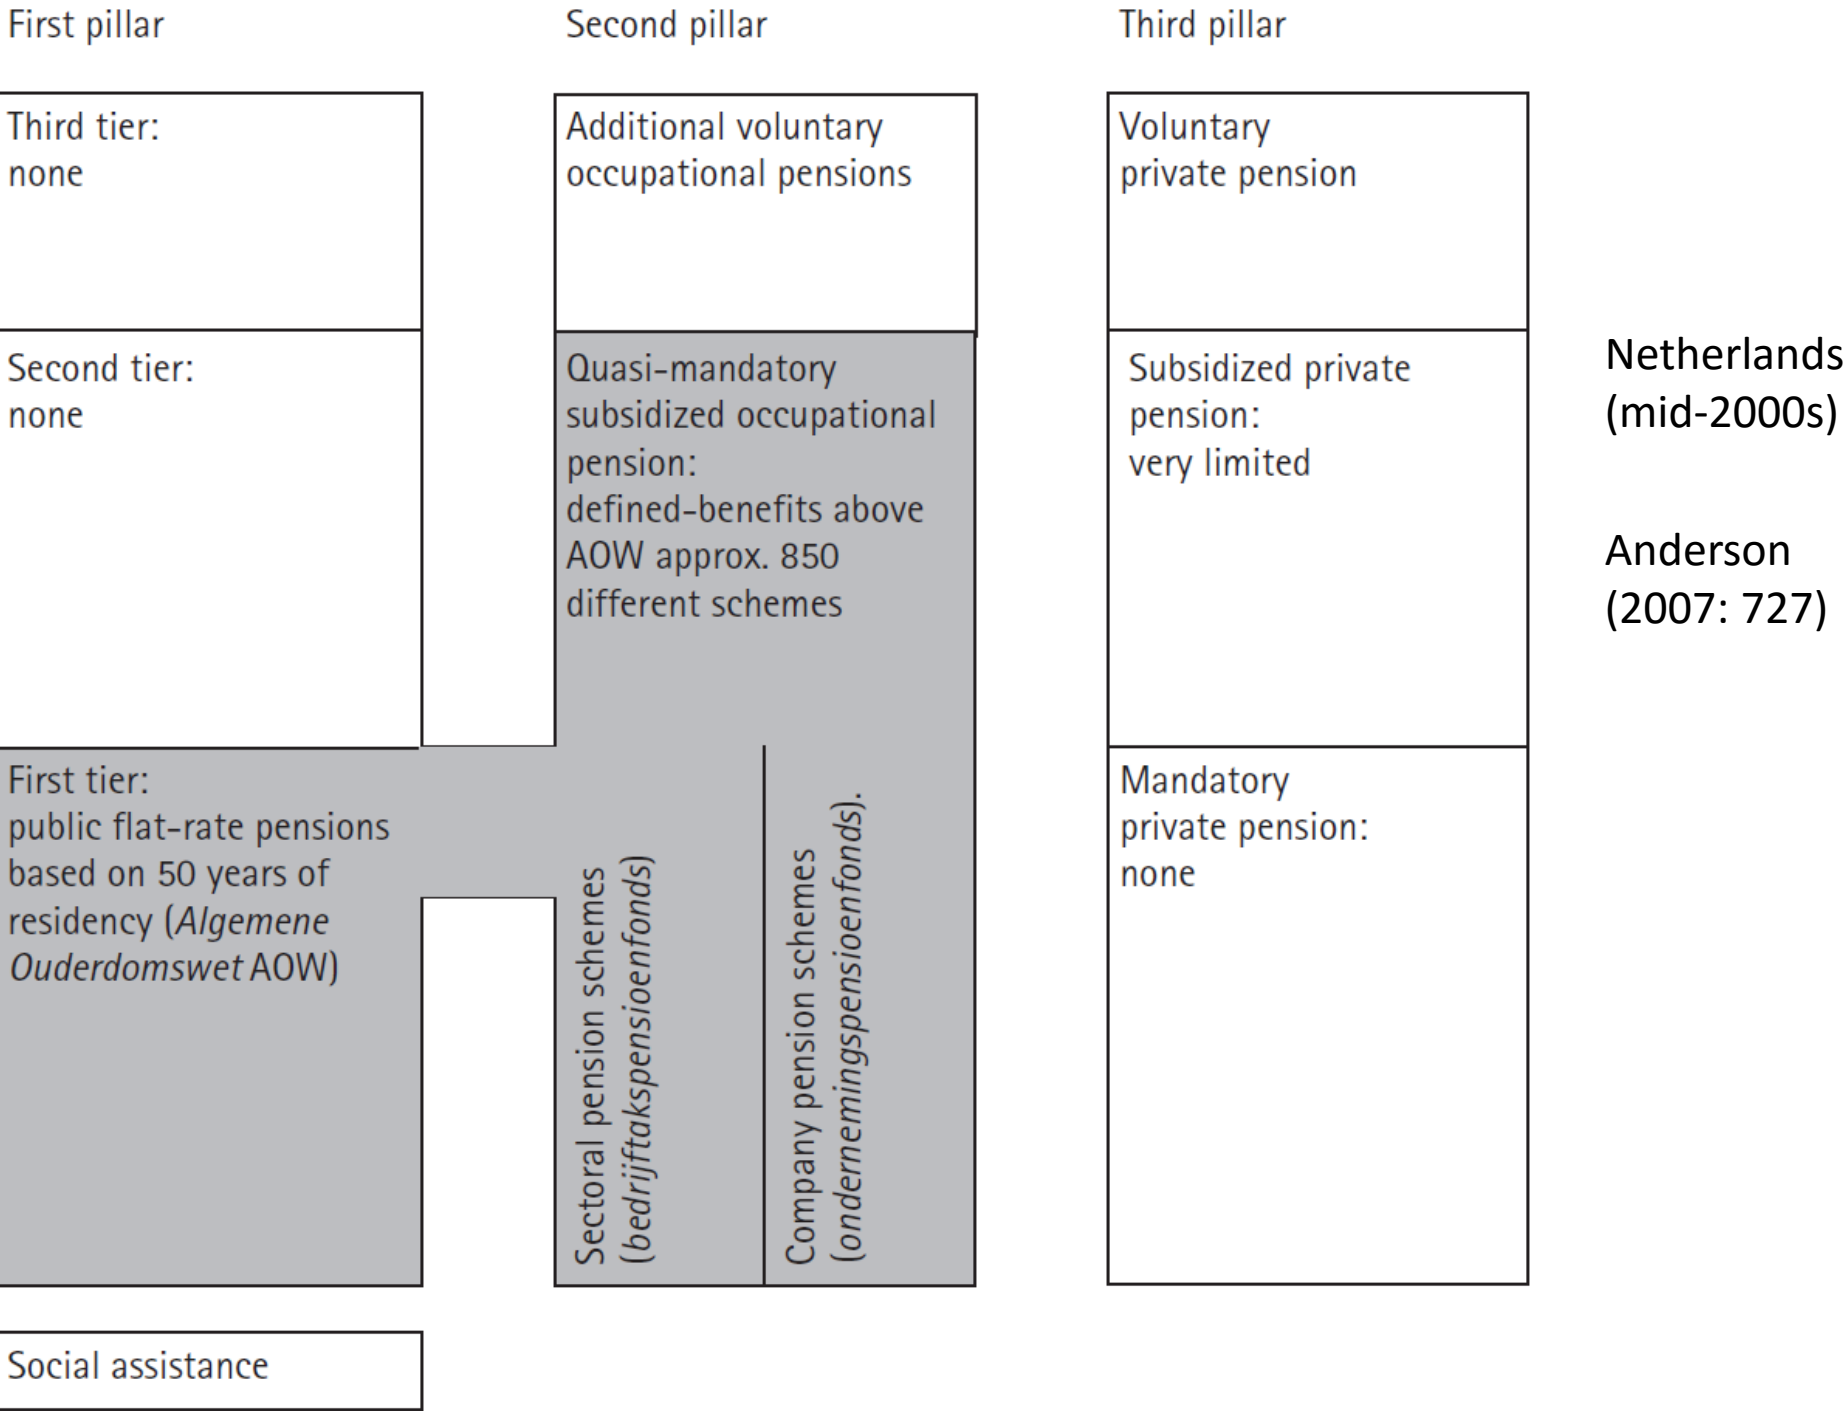 First pillar
Second pillar
Third pillar
Third tier:
none
Additional voluntary
occupational pensions
Voluntary
private pension
Second tier:
none
Quasi-mandatory
subsidized occupational
pension:
defined-benefits above
AOW approx. 850
different schemes
Subsidized private
pension:
very limited
Netherlands
(mid-2000s)
Anderson
(2007: 727)
First tier:
public flat-rate pensions
based on 50 years of
residency (Algemene
Ouderdomswet AOW)
Sectoral pension schemes
(bedrijftakspensioenfonds)
Company pension schemes
(ondernemingspensioenfonds).
Mandatory
private pension:
none
Social assistance